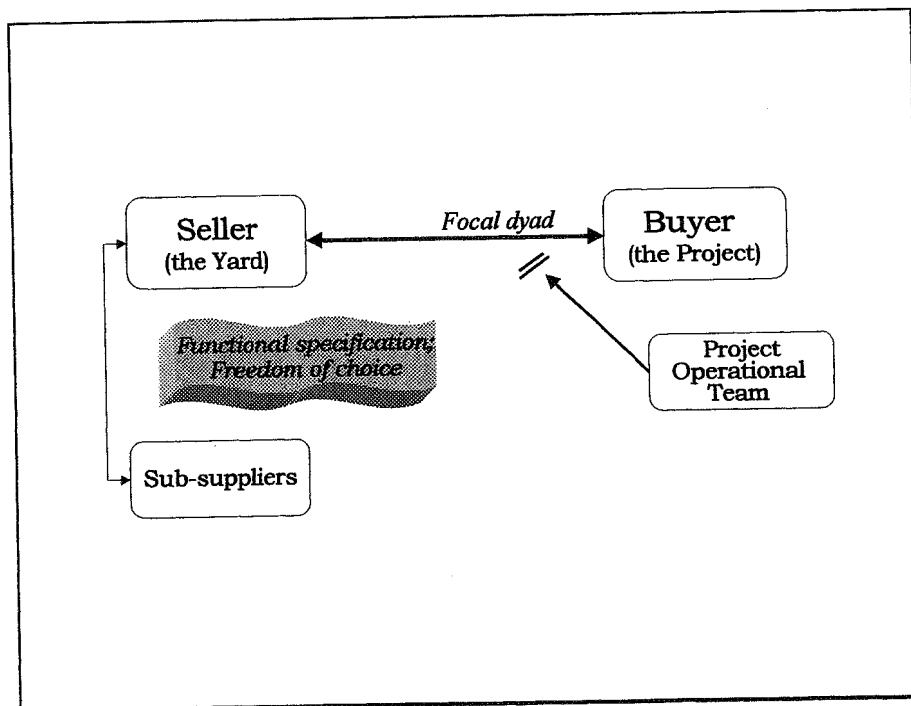 Seller
(the Yard)
Focal dyad
Buyer
(the Project)
Functional specification;
Freedom of choice
Project
Operational
Team
Sub-suppliers